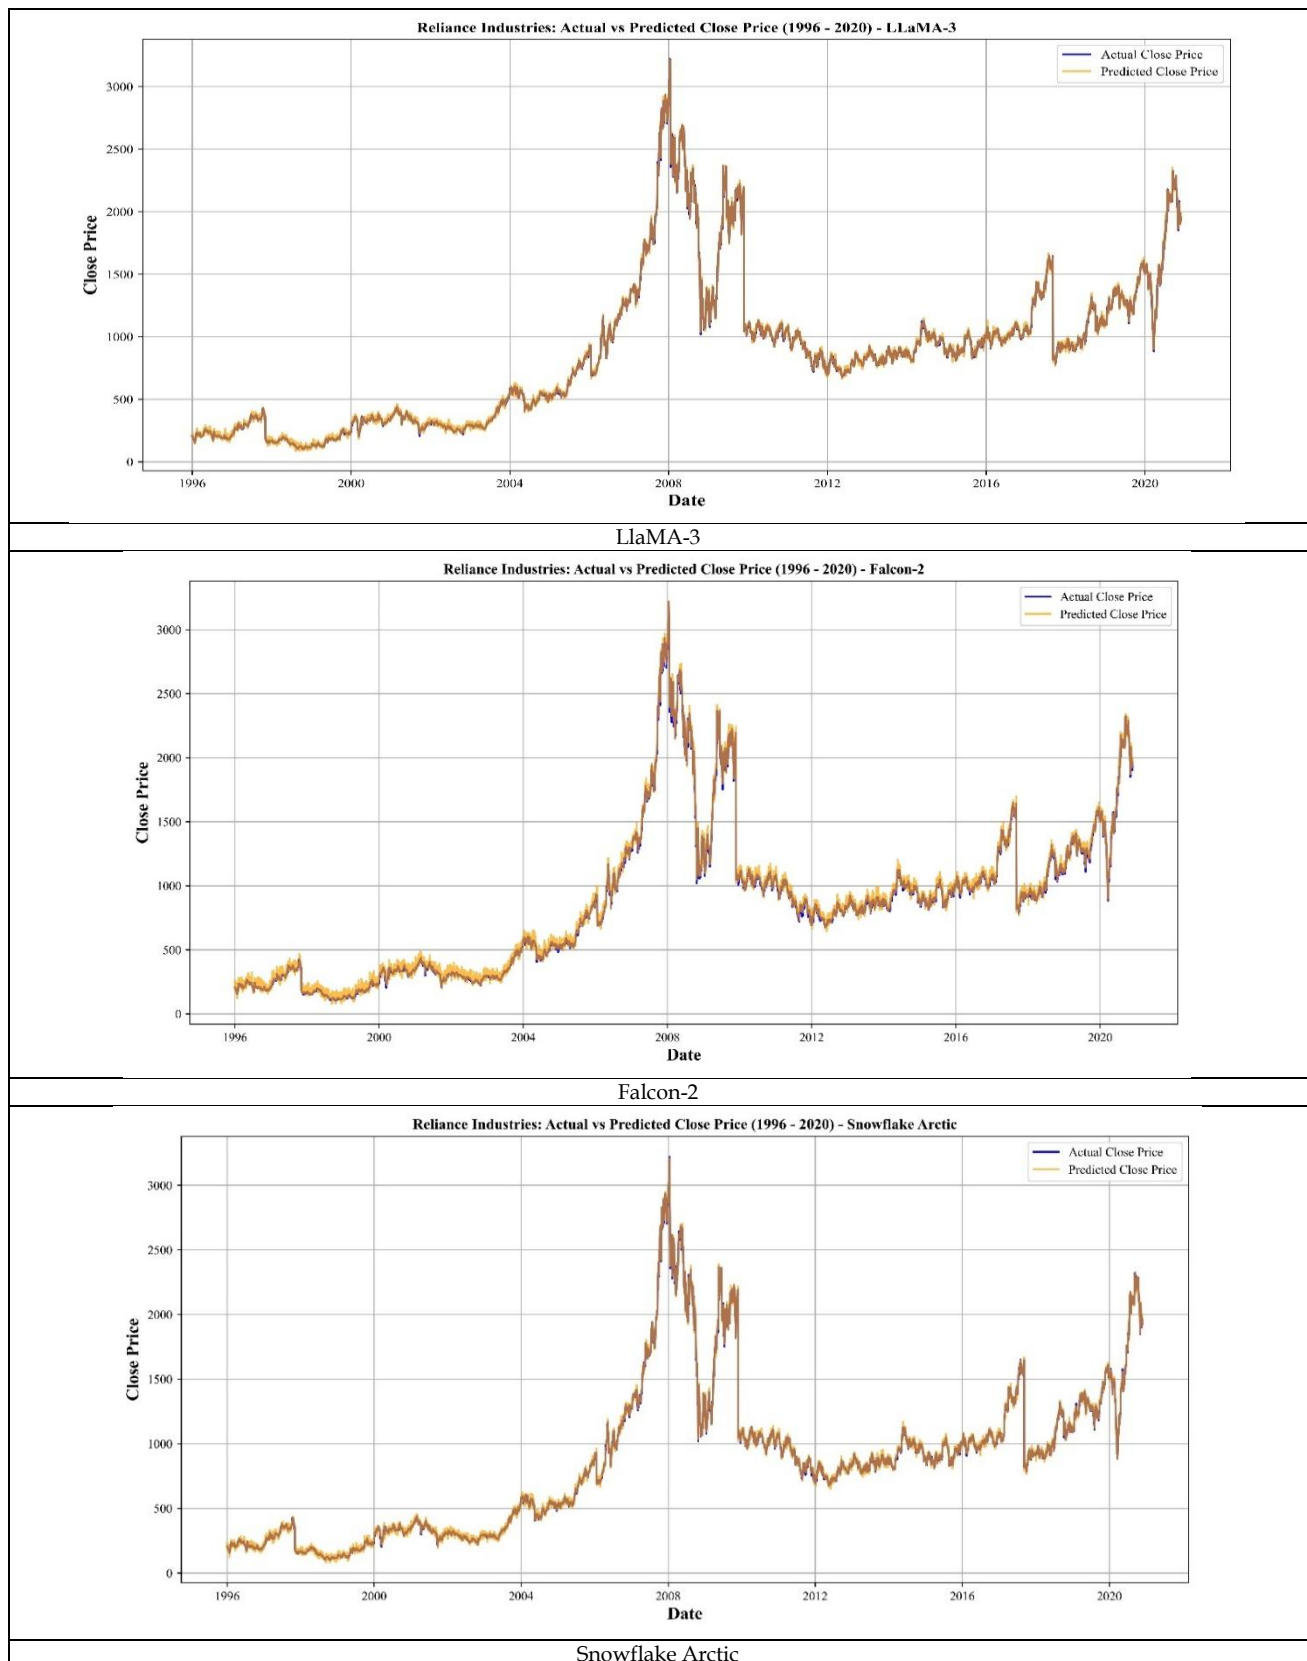 Reliance Industries: Actual vs Predicted Close Price (1996 - 2020) - LLaMA-3
Actual Close Price
Predicted Close Price
3000
2500
2000
1500
1000
500
0
Close Price
1996 2000 2004 2008 2012 2016 2020
Date
LlaMA-3
Reliance Industries: Actual vs Predicted Close Price (1996 - 2020) - Falcon-2
Actual Close Price
Predicted Close Price
3000
2500
2000
1500
1000
500
0
Close Price
1996 2000 2004 2008 2012 2016 2020
Date
Falcon-2
Reliance Industries: Actual vs Predicted Close Price (1996 - 2020) - Snowflake Arctic
Actual Close Price
Predicted Close Price
3000
2500
2000
1500
1000
500
0
Close Price
1996 2000 2004 2008 2012 2016 2020
Date
Snowflake Arctic